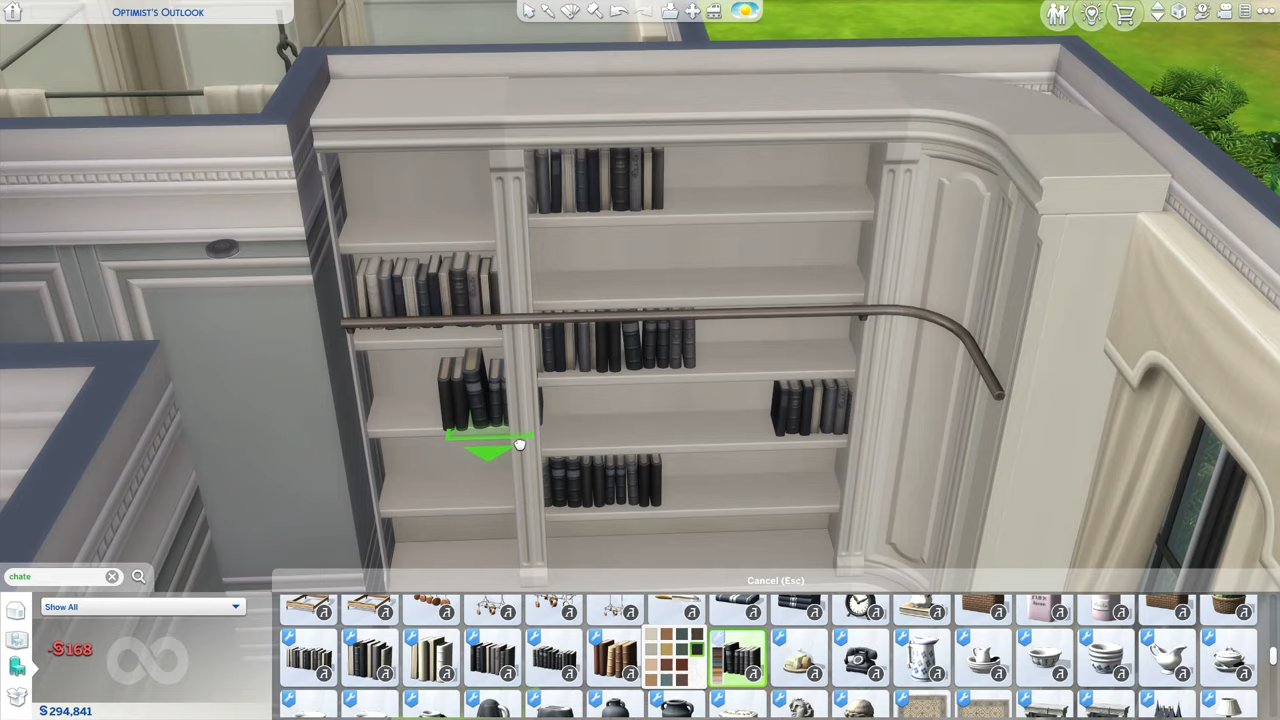 OPTIMIST'S OUTLOOK
Cancel (Esc)
chate
Show All
-§168
§294,841